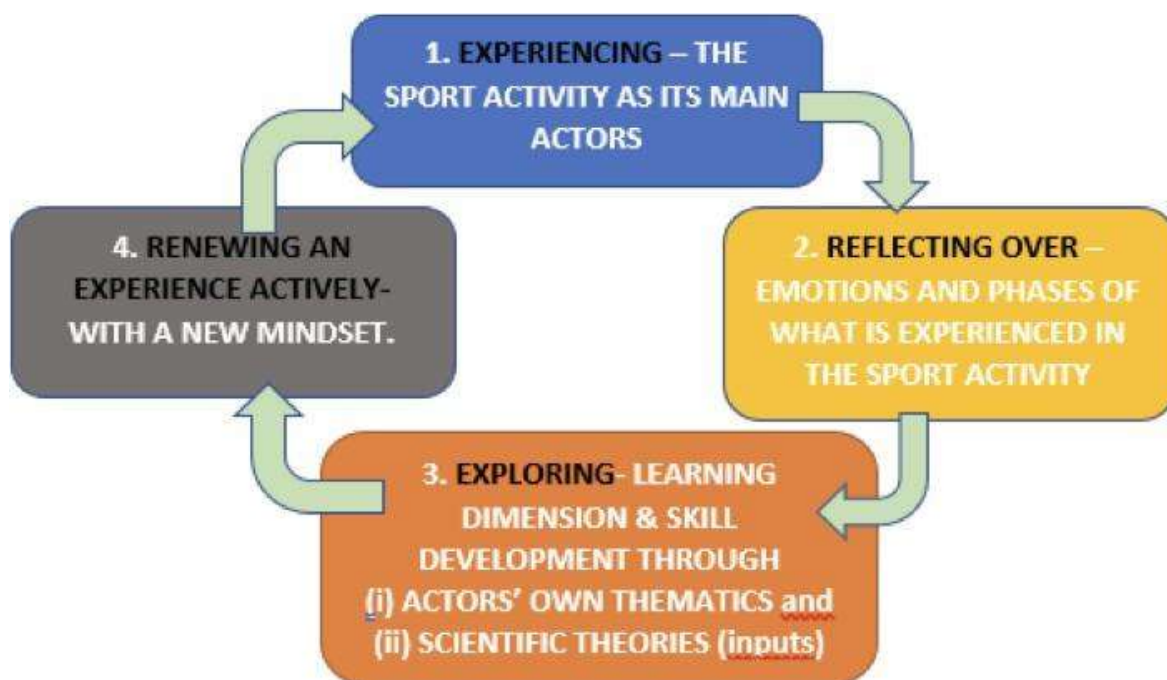 1. EXPERIENCING – THE
SPORT ACTIVITY AS ITS MAIN
ACTORS
2. REFLECTING OVER –
EMOTIONS AND PHASES OF
WHAT IS EXPERIENCED IN
THE SPORT ACTIVITY
3. EXPLORING- LEARNING
DIMENSION & SKILL
DEVELOPMENT THROUGH
(i) ACTORS’ OWN THEMATICS and
(ii) SCIENTIFIC THEORIES (inputs)
4. RENEWING AN
EXPERIENCE ACTIVELY-
WITH A NEW MINDSET.